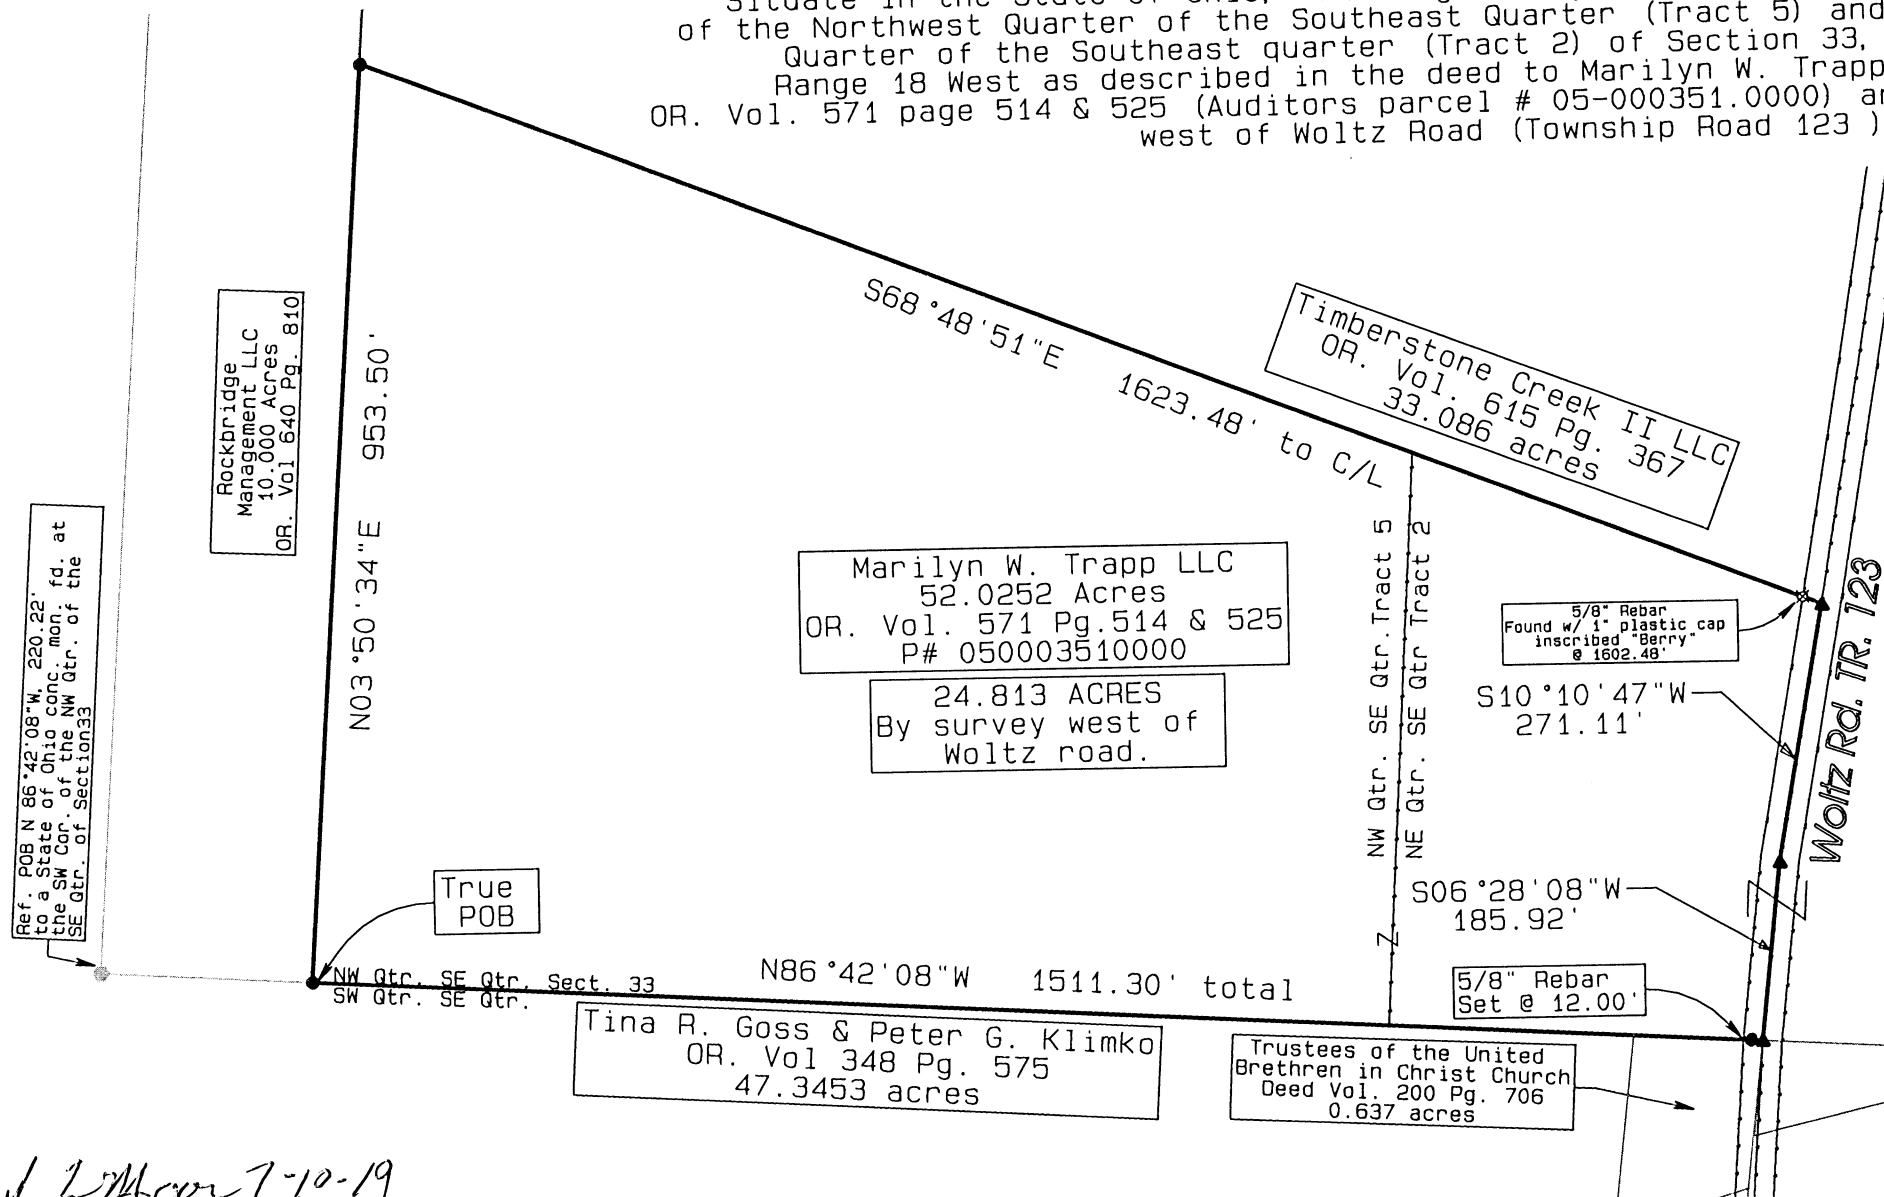 of the Northwest Quarter of the Southeast Quarter (Tract 5) and
Quarter of the Southeast quarter (Tract 2) of Section 33,
Range 18 West as described in the deed to Marilyn W. Trapp
OR. Vol. 571 page 514 & 525 (Auditors parcel # 05-000351.0000)
west of Woltz Road (Township Road 123 )
S68°48'51"E 1623.48' to C/L
Timberstone Creek II LLC
OR. Vol. 615 Pg. 367
33.086 acres
Rockbridge
Management LLC
10.000 Acres
OR. Vol 640 Pg. 810
N03°50'34"E 953.50'
Ref. POB N 86°42'08"W, 220.22'
to a State of Ohio conc. mon. fd. at
the SW Cor. of the NW Qtr. of the
SE Qtr. of Section33
Marilyn W. Trapp LLC
52.0252 Acres
OR. Vol. 571 Pg.514 & 525
P# 050003510000
24.813 ACRES
By survey west of
Woltz road.
NW Qtr. SE Qtr.Tract 5
NE Qtr. SE Qtr Tract 2
5/8" Rebar
Found w/ 1" plastic cap
inscribed "Berry"
@ 1602.48'
S10°10'47"W
271.11'
Woltz Rd. TR. 123
S06°28'08"W
185.92'
True
POB
Z
NW Qtr. SE Qtr. Sect. 33
SW Qtr. SE Qtr.
N86°42'08"W 1511.30' total
5/8" Rebar
Set @ 12.00'
Tina R. Goss & Peter G. Klimko
OR. Vol 348 Pg. 575
47.3453 acres
Trustees of the United
Brethren in Christ Church
Deed Vol. 200 Pg. 706
0.637 acres
7-10-19